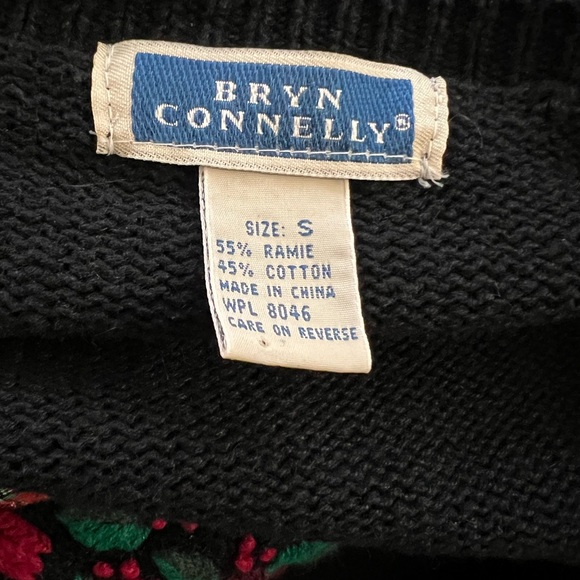 BRYN
CONNELLY®
SIZE: S
55% RAMIE
45% COTTON
MADE IN CHINA
WPL 8046
CARE ON REVERSE